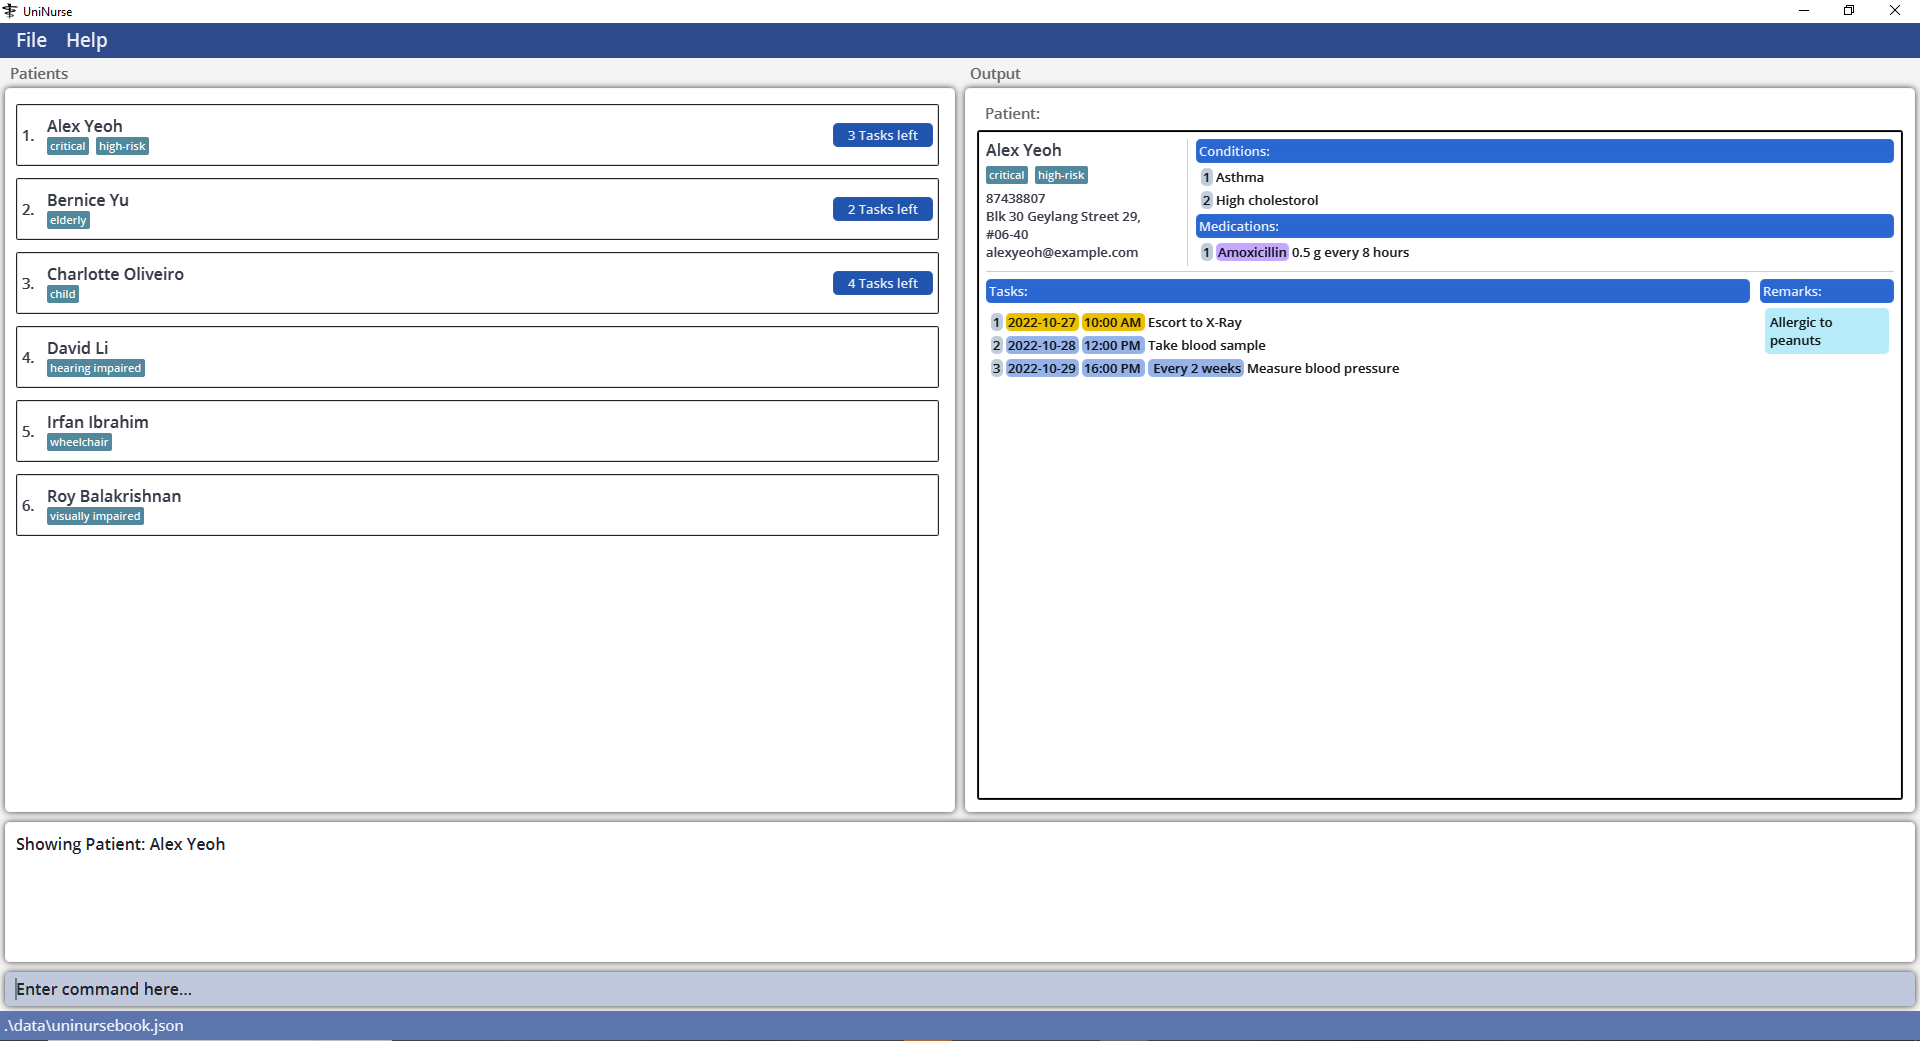 UniNurse
File Help
Patients
1. Alex Yeoh
critical high-risk
3 Tasks left
2. Bernice Yu
elderly
2 Tasks left
3. Charlotte Oliveiro
child
4 Tasks left
4. David Li
hearing impaired
5. Irfan Ibrahim
wheelchair
6. Roy Balakrishnan
visually impaired
Output
Patient:
Alex Yeoh
critical high-risk
87438807
Blk 30 Geylang Street 29,
#06-40
alexyeoh@example.com
Conditions:
1 Asthma
2 High cholestorol
Medications:
1 Amoxicillin 0.5 g every 8 hours
Tasks:
1 2022-10-27 10:00 AM Escort to X-Ray
2 2022-10-28 12:00 PM Take blood sample
3 2022-10-29 16:00 PM Every 2 weeks Measure blood pressure
Remarks:
Allergic to
peanuts
Showing Patient: Alex Yeoh
Enter command here...
.\data\uninursebook.json